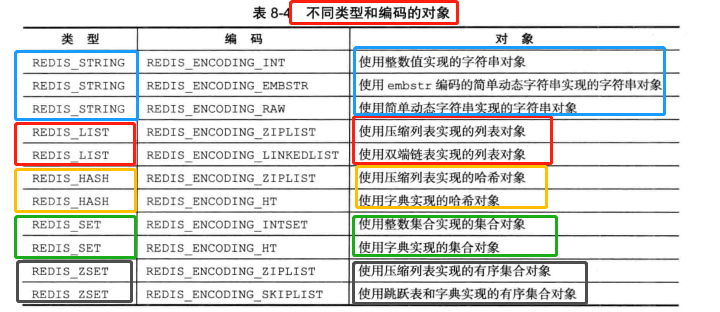 表 8-4 不同类型和编码的对象
类 型 编 码 对 象
REDIS_STRING REDIS_ENCODING_INT 使用整数值实现的字符串对象
REDIS_STRING REDIS_ENCODING_EMBSTR 使用 embstr 编码的简单动态字符串实现的字符串对象
REDIS_STRING REDIS_ENCODING_RAW 使用简单动态字符串实现的字符串对象
REDIS_LIST REDIS_ENCODING_ZIPLIST 使用压缩列表实现的列表对象
REDIS_LIST REDIS_ENCODING_LINKEDLIST 使用双端链表实现的列表对象
REDIS_HASH REDIS_ENCODING_ZIPLIST 使用压缩列表实现的哈希对象
REDIS_HASH REDIS_ENCODING_HT 使用字典实现的哈希对象
REDIS_SET REDIS_ENCODING_INTSET 使用整数集合实现的集合对象
REDIS_SET REDIS_ENCODING_HT 使用字典实现的集合对象
REDIS_ZSET REDIS_ENCODING_ZIPLIST 使用压缩列表实现的有序集合对象
REDIS_ZSET REDIS_ENCODING_SKIPLIST 使用跳跃表和字典实现的有序集合对象